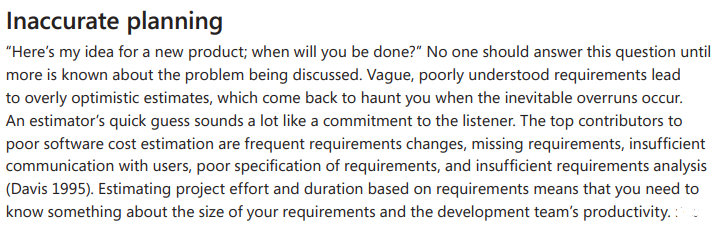 Inaccurate planning
“Here’s my idea for a new product; when will you be done?” No one should answer this question until
more is known about the problem being discussed. Vague, poorly understood requirements lead
to overly optimistic estimates, which come back to haunt you when the inevitable overruns occur.
An estimator’s quick guess sounds a lot like a commitment to the listener. The top contributors to
poor software cost estimation are frequent requirements changes, missing requirements, insufficient
communication with users, poor specification of requirements, and insufficient requirements analysis
(Davis 1995). Estimating project effort and duration based on requirements means that you need to
know something about the size of your requirements and the development team’s productivity.